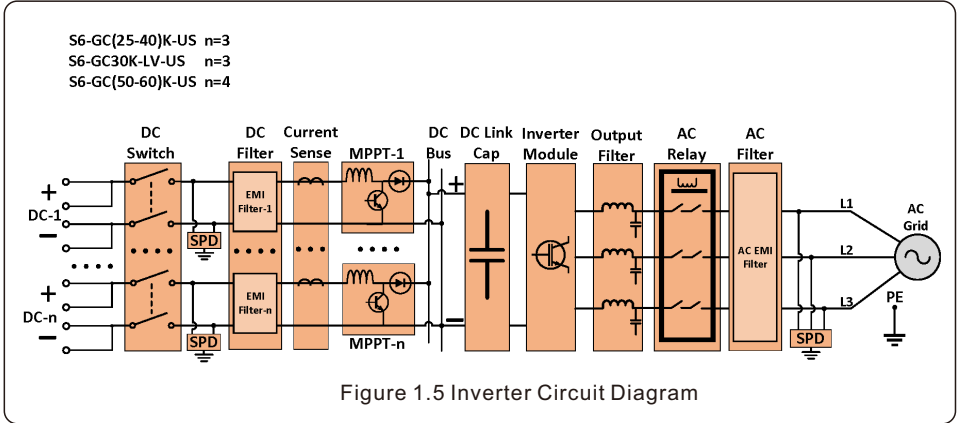 S6-GC(25-40)K-US n=3
S6-GC30K-LV-US n=3
S6-GC(50-60)K-US n=4
DC Switch
DC Filter
Current Sense
MPPT-1
DC Bus
DC Link Cap
Inverter Module
Output Filter
AC Relay
AC Filter
+
DC-1
−
EMI Filter-1
SPD
+
DC-n
−
EMI Filter-n
SPD
MPPT-n
+
−
AC EMI Filter
L1
L2
L3
AC Grid
PE
SPD
Figure 1.5 Inverter Circuit Diagram